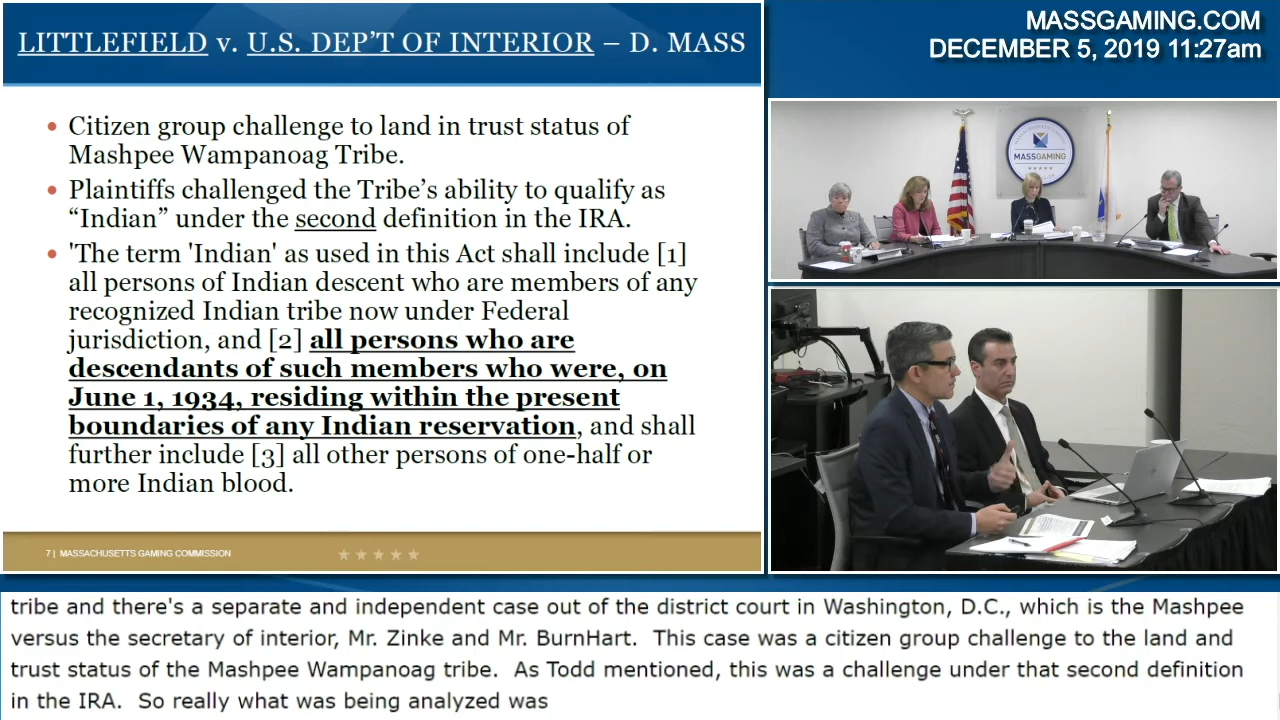 LITTLEFIELD v. U.S. DEP'T OF INTERIOR – D. MASS
• Citizen group challenge to land in trust status of
Mashpee Wampanoag Tribe.
• Plaintiffs challenged the Tribe's ability to qualify as
“Indian” under the second definition in the IRA.
• 'The term 'Indian' as used in this Act shall include [1]
all persons of Indian descent who are members of any
recognized Indian tribe now under Federal
jurisdiction, and [2] all persons who are
descendants of such members who were, on
June 1, 1934, residing within the present
boundaries of any Indian reservation, and shall
further include [3] all other persons of one-half or
more Indian blood.
7 | MASSACHUSETTS GAMING COMMISSION
MASSGAMING.COM
DECEMBER 5, 2019 11:27am
MASSGAMING
tribe and there's a separate and independent case out of the district court in Washington, D.C., which is the Mashpee
versus the secretary of interior, Mr. Zinke and Mr. BurnHart.  This case was a citizen group challenge to the land and
trust status of the Mashpee Wampanoag tribe.  As Todd mentioned, this was a challenge under that second definition
in the IRA.  So really what was being analyzed was